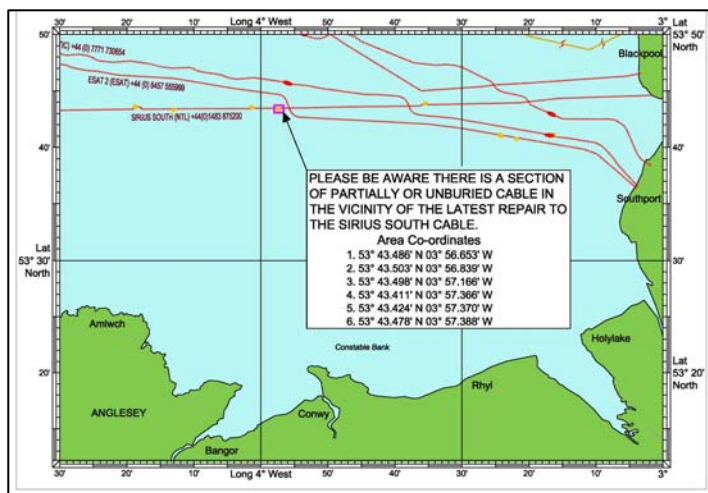 30' 40' 50' Long 4° West 10' 20' 30' 40' 50' 3° Lat
50' 53° 50' North
Blackpool
TC) +44 (0) 7771 730654
ESAT 2 (ESAT) +44 (0) 8457 555999
SIRIUS SOUTH (NTL) +44(0)1483 875200
40' 40'
PLEASE BE AWARE THERE IS A SECTION
OF PARTIALLY OR UNBURIED CABLE IN
THE VICINITY OF THE LATEST REPAIR TO
THE SIRIUS SOUTH CABLE.
Area Co-ordinates
1. 53° 43.486' N 03° 56.653' W
2. 53° 43.503' N 03° 56.839' W
3. 53° 43.498' N 03° 57.166' W
4. 53° 43.411' N 03° 57.366' W
5. 53° 43.424' N 03° 57.370' W
6. 53° 43.478' N 03° 57.388' W
Southport
Lat
53° 30'
North
30'
Amlwch
Constable Bank
Holylake
Lat
53° 20'
North
20'
Rhyl
ANGLESEY
Conwy
Bangor
30' 40' 50' Long 4° West 10' 20' 30' 40' 50' 3°